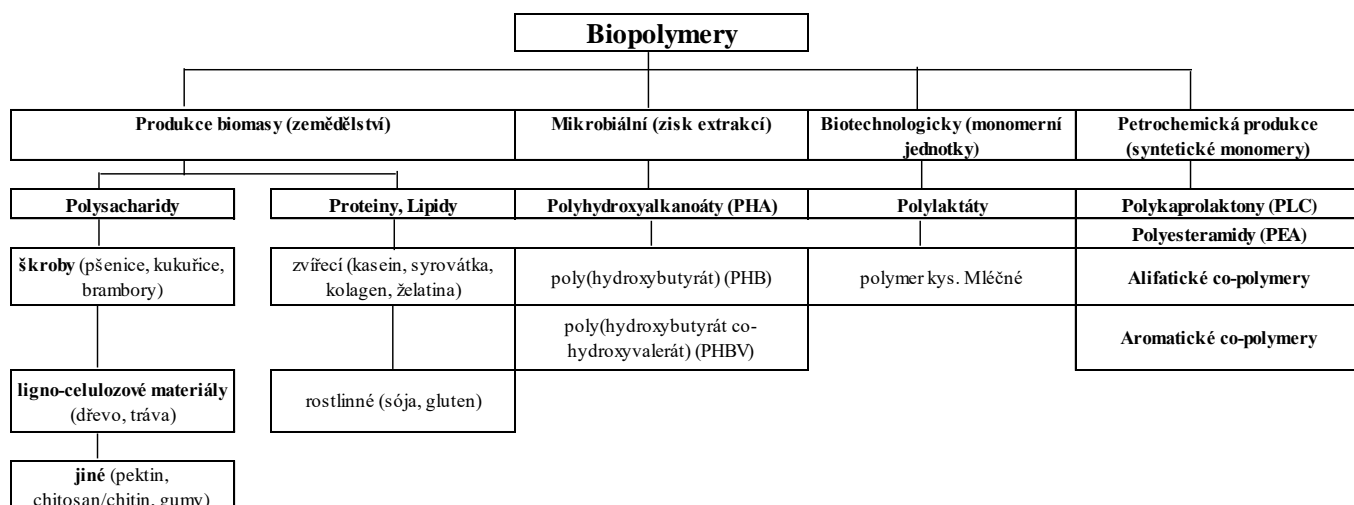 Biopolymery
Produkce biomasy (zemědělství)
Mikrobiální (zisk extrakcí)
Biotechnologicky (monomerní
jednotky)
Petrochemická produkce
(syntetické monomery)
Polysacharidy
Proteiny, Lipidy
Polyhydroxyalkanoáty (PHA)
Polylaktáty
Polykaprolaktony (PLC)
Polyesteramidy (PEA)
škroby (pšenice, kukuřice,
brambory)
zvířecí (kasein, syrovátka,
kolagen, želatina)
poly(hydroxybutyrát) (PHB)
polymer kys. Mléčné
Alifatické co-polymery
poly(hydroxybutyrát co-
hydroxyvalerát) (PHBV)
Aromatické co-polymery
ligno-celulozové materiály
(dřevo, tráva)
rostlinné (sója, gluten)
jiné (pektin,
chitosan/chitin, gumy)